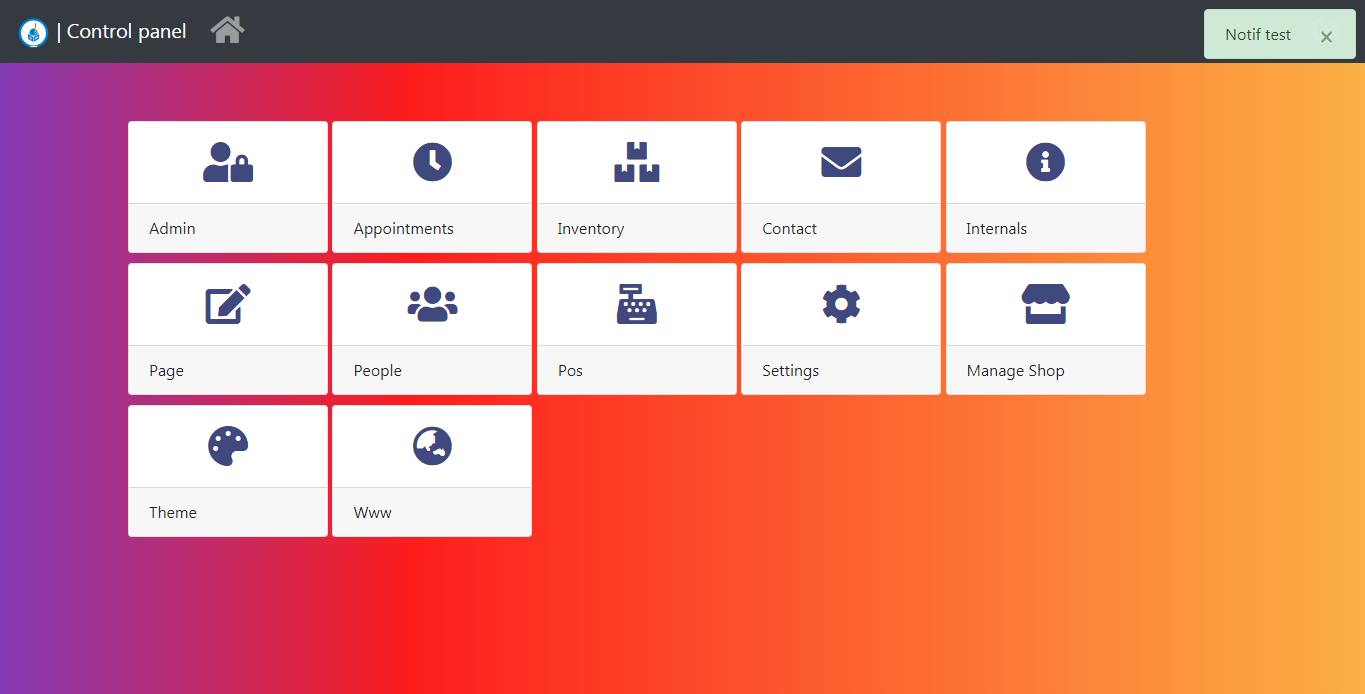 | Control panel
Notif test ×
Admin
Appointments
Inventory
Contact
Internals
Page
People
Pos
Settings
Manage Shop
Theme
Www